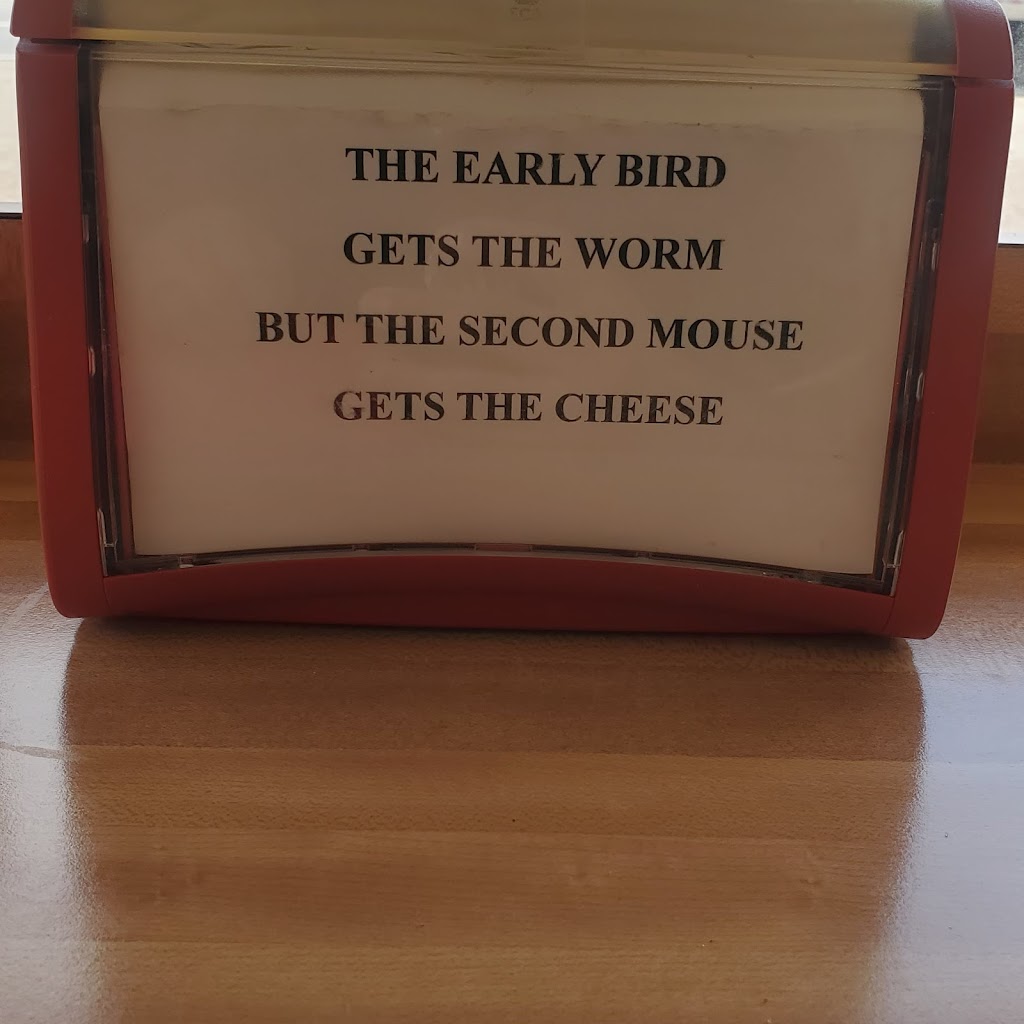 THE EARLY BIRD
GETS THE WORM
BUT THE SECOND MOUSE
GETS THE CHEESE